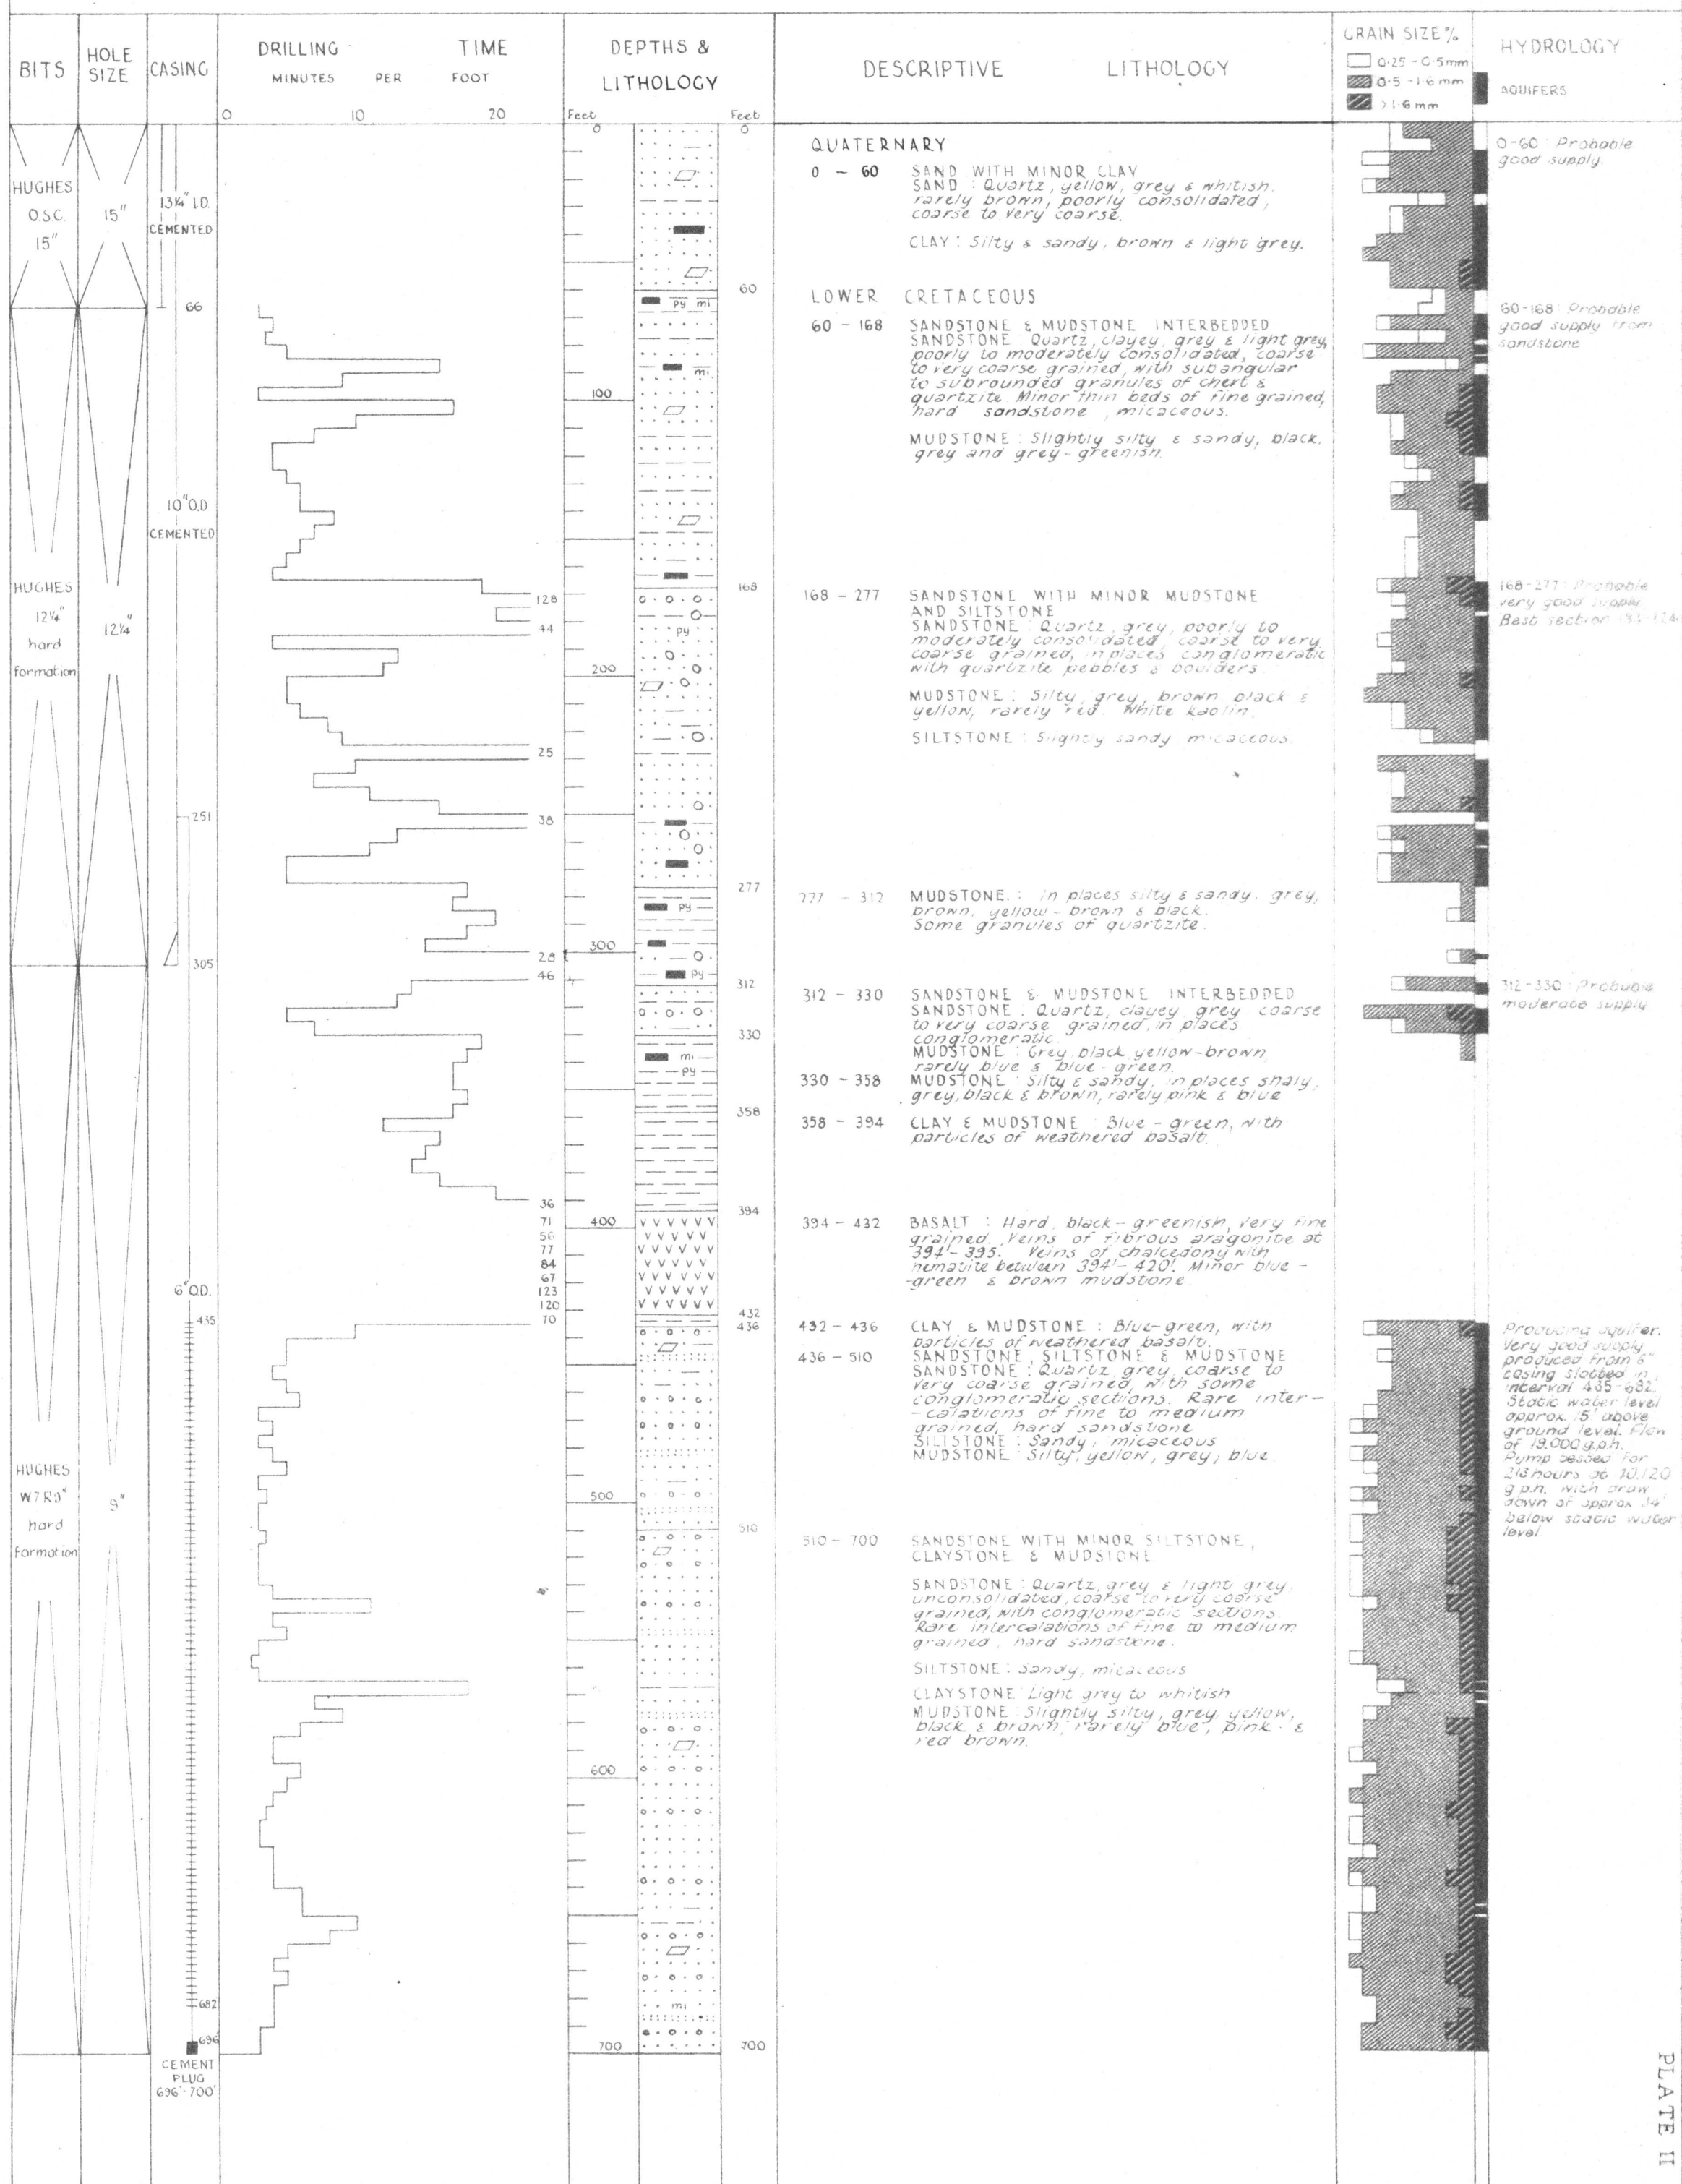 BITS
HOLE SIZE
CASING
DRILLING TIME
MINUTES PER FOOT
0 10 20
DEPTHS & LITHOLOGY
Feet Feet
DESCRIPTIVE LITHOLOGY
GRAIN SIZE %
0·25 - 0·5mm
0·5 - 1·6 mm
> 1·6 mm
HYDROLOGY
AQUIFERS
HUGHES
O.S.C.
15"
15"
13¼" I.D.
CEMENTED
66
10" O.D
CEMENTED
HUGHES
12¼"
hard
formation
12¼"
251
305
6" O.D.
435
HUGHES
W7R9"
hard
formation
9"
682
696
CEMENT
PLUG
696'-700'
128
44
25
38
28
46
36
71
56
77
84
67
123
120
70
0
100
200
300
400
500
600
700
0
60
py mi
mi
168
py
277
py
py
312
330
mi
py
358
394
V V V V V V
V V V V V
V V V V V V
V V V V V
V V V V V V
V V V V V
V V V V V V
432
436
510
mi
700
QUATERNARY
0 - 60 SAND WITH MINOR CLAY
SAND : Quartz, yellow, grey & whitish,
rarely brown, poorly consolidated,
coarse to very coarse.
CLAY : Silty & sandy, brown & light grey.
LOWER CRETACEOUS
60 - 168 SANDSTONE & MUDSTONE INTERBEDDED
SANDSTONE : Quartz, clayey, grey & light grey,
poorly to moderately consolidated, coarse
to very coarse grained, with subangular
to subrounded granules of chert &
quartzite. Minor thin beds of fine grained,
hard sandstone, micaceous.
MUDSTONE : Slightly silty & sandy, black,
grey and grey-greenish.
168 - 277 SANDSTONE WITH MINOR MUDSTONE
AND SILTSTONE
SANDSTONE : Quartz, grey, poorly to
moderately consolidated, coarse to very
coarse grained, in places conglomeratic
with quartzite pebbles & boulders
MUDSTONE : Silty, grey, brown, black &
yellow, rarely red. White kaolin.
SILTSTONE : Slightly sandy, micaceous
277 - 312 MUDSTONE : In places silty & sandy, grey,
brown, yellow-brown & black.
Some granules of quartzite.
312 - 330 SANDSTONE & MUDSTONE INTERBEDDED
SANDSTONE : Quartz, clayey, grey coarse
to very coarse grained, in places
conglomeratic.
MUDSTONE : Grey, black, yellow-brown
rarely blue & blue-green.
330 - 358 MUDSTONE : Silty & sandy, in places shaly,
grey, black & brown, rarely pink & blue
358 - 394 CLAY & MUDSTONE : Blue-green, with
particles of weathered basalt.
394 - 432 BASALT : Hard, black-greenish, very fine
grained. Veins of fibrous aragonite at
394'-395'. Veins of chalcedony with
hematite between 394'-420'. Minor blue-
-green & brown mudstone.
432 - 436 CLAY & MUDSTONE : Blue-green, with
particles of weathered basalt.
436 - 510 SANDSTONE, SILTSTONE & MUDSTONE
SANDSTONE : Quartz, grey, coarse to
very coarse grained, with some
conglomeratic sections. Rare inter-
-calations of fine to medium
grained, hard sandstone
SILTSTONE : Sandy, micaceous
MUDSTONE : Silty, yellow, grey, blue
510 - 700 SANDSTONE WITH MINOR SILTSTONE,
CLAYSTONE & MUDSTONE
SANDSTONE : Quartz, grey & light grey,
unconsolidated, coarse to very coarse
grained, with conglomeratic sections.
Rare intercalations of fine to medium
grained, hard sandstone.
SILTSTONE : Sandy, micaceous
CLAYSTONE : Light grey to whitish
MUDSTONE : Slightly silty, grey, yellow,
black & brown, rarely blue, pink & 
red brown.
0-60 : Probable
good supply.
60-168 : Probable
good supply from
sandstone
168-277 : Probable
very good supply.
Best section
312-330 : Probable
moderate supply
Producing aquifer.
Very good supply
produced from 6"
casing slotted in
interval 435-682.
Static water level
approx. 15' above
ground level. Flow
of 19,000 g.p.h.
Pump tested for
hours at 10,120
g.p.h. with draw
down of approx 34'
below static water
level
PLATE II